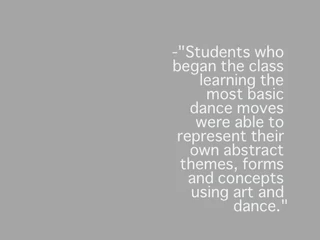 -"Students who
began the class
learning the
most basic
dance moves
were able to
represent their
own abstract
themes, forms
and concepts
using art and
dance."